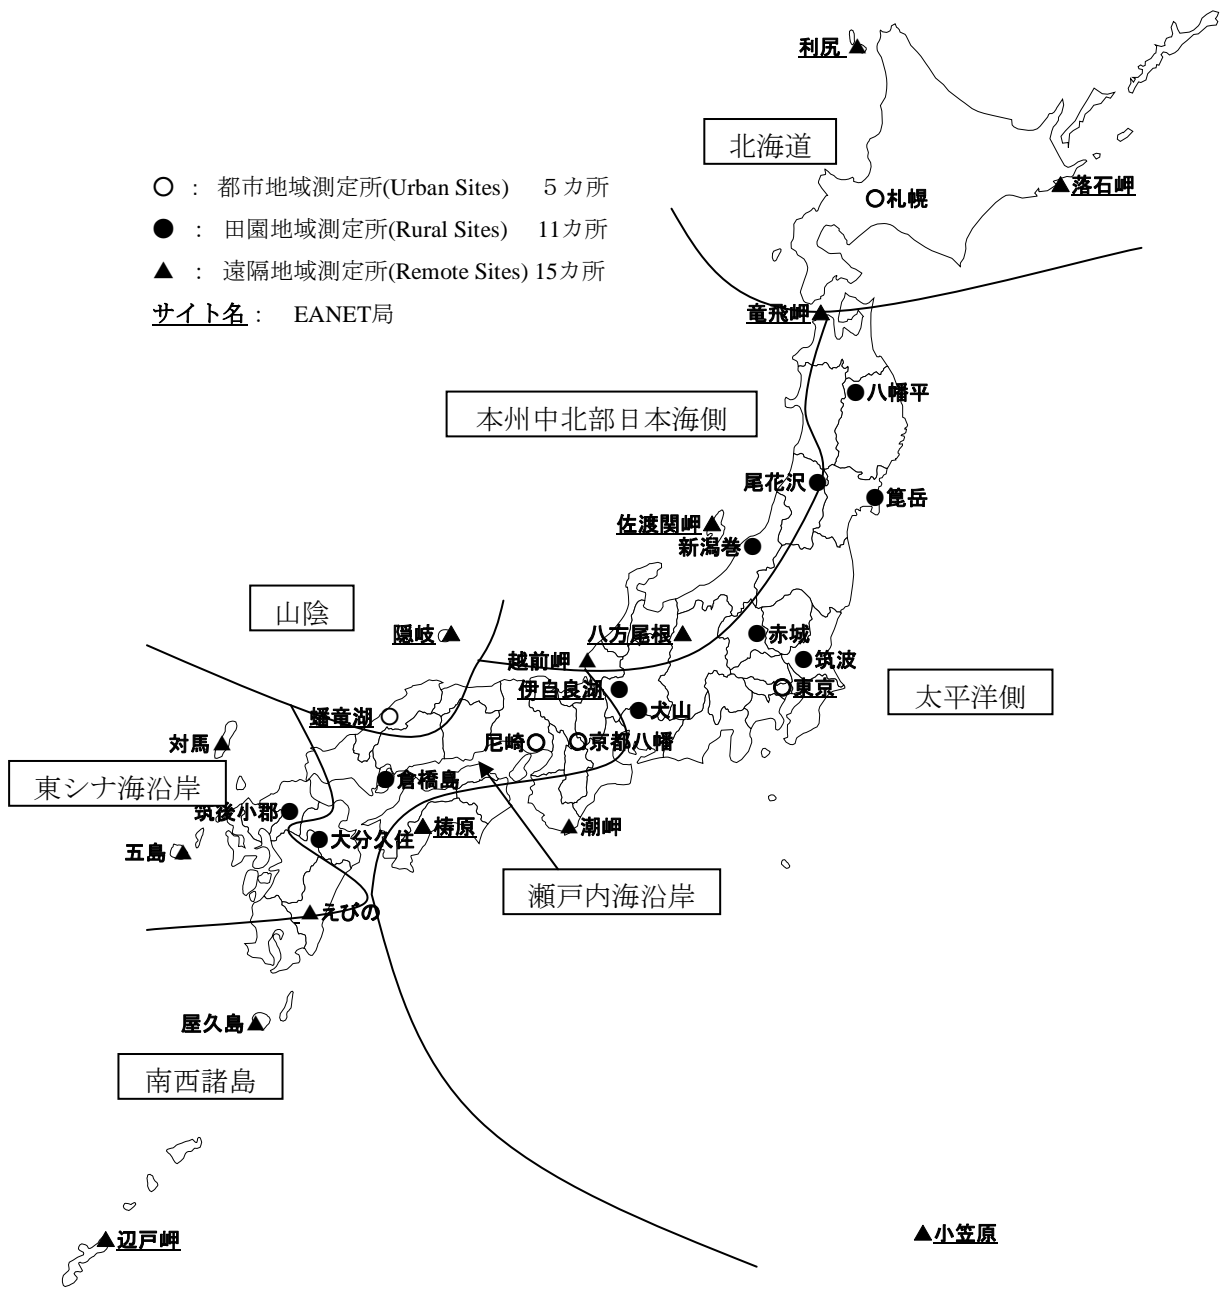 利尻
北海道
○ : 都市地域測定所(Urban Sites) 5カ所
落石岬
札幌
● : 田園地域測定所(Rural Sites) 11カ所
▲ : 遠隔地域測定所(Remote Sites) 15カ所
サイト名 : EANET局
竜飛岬
八幡平
本州中北部日本海側
尾花沢
箟岳
佐渡関岬
新潟巻
山陰
隠岐
八方尾根
赤城
越前岬
筑波
伊自良湖
東京
太平洋側
犬山
蟠竜湖
対馬
尼崎
京都八幡
東シナ海沿岸
倉橋島
筑後小郡
梼原
潮岬
大分久住
五島
瀬戸内海沿岸
えびの
屋久島
南西諸島
辺戸岬
小笠原